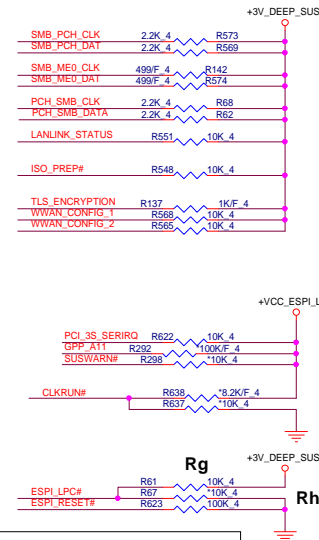 +3V_DEEP_SUS
SMB_PCH_CLK 2.2K_4 R573
SMB_PCH_DAT 2.2K_4 R569
SMB_ME0_CLK 499/F_4 R142
SMB_ME0_DAT 499/F_4 R574
PCH_SMB_CLK 2.2K_4 R68
PCH_SMB_DATA 2.2K_4 R62
LANLINK_STATUS R551 10K_4
ISO_PREP# R548 10K_4
TLS_ENCRYPTION R137 1K/F_4
WWAN_CONFIG_1 R568 10K_4
WWAN_CONFIG_2 R565 10K_4
+VCC_ESPI_L
PCI_3S_SERIRQ R622 10K_4
GPP_A11 R292 *100K/F_4
SUSWARN# R298 *10K_4
CLKRUN# R638 *8.2K/F_4
R637 *10K_4
Rg +3V_DEEP_SUS
R61 10K_4
ESPI_LPC# R67 *10K_4 Rh
ESPI_RESET# R623 100K_4